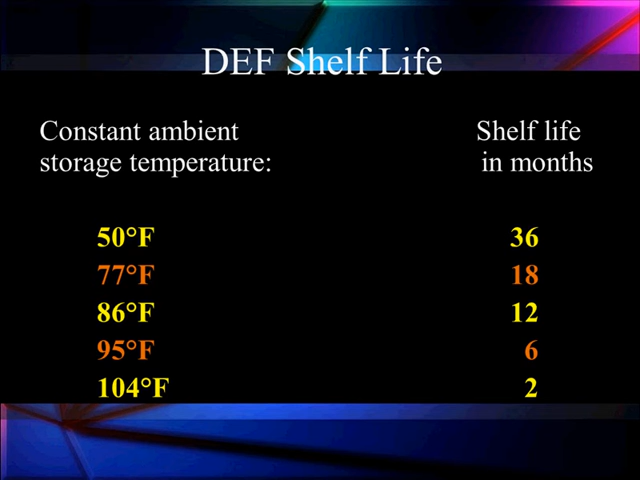 DEF Shelf Life
Constant ambient Shelf life
storage temperature: in months
50°F 36
77°F 18
86°F 12
95°F 6
104°F 2